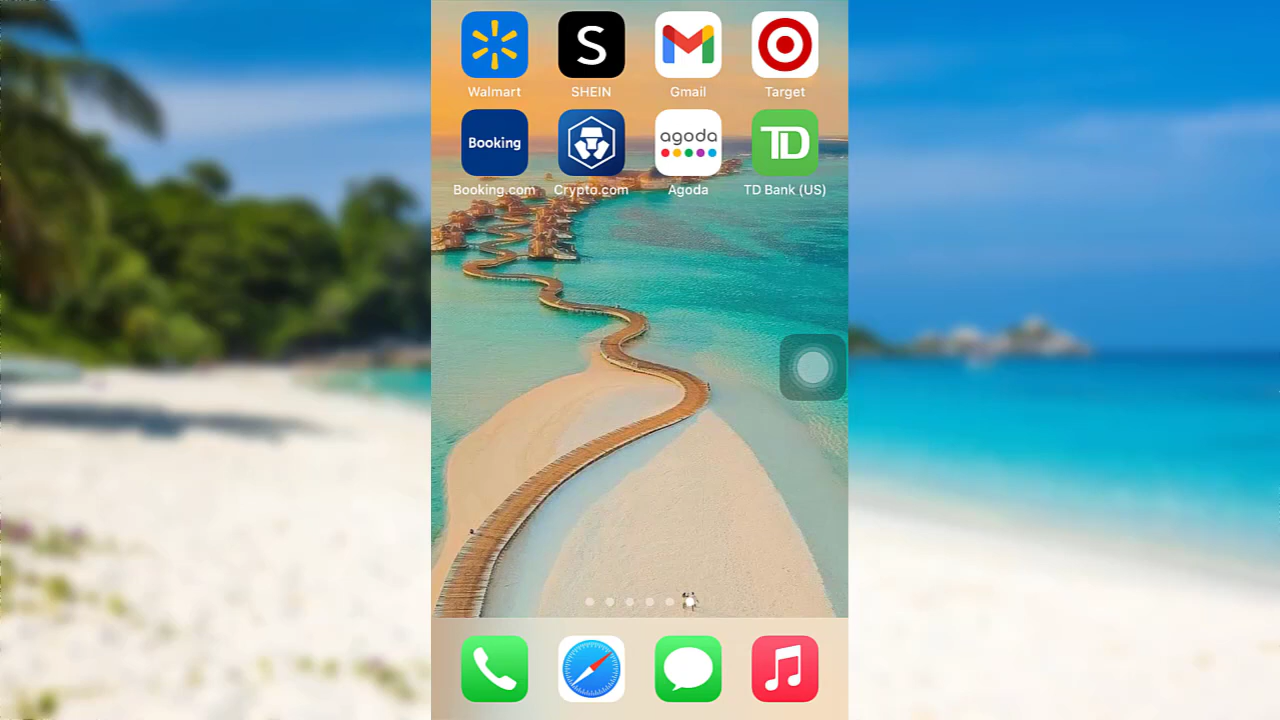 Walmart
S
SHEIN
Gmail
Target
Booking
Booking.com
Crypto.com
agoda
Agoda
TD
TD Bank (US)